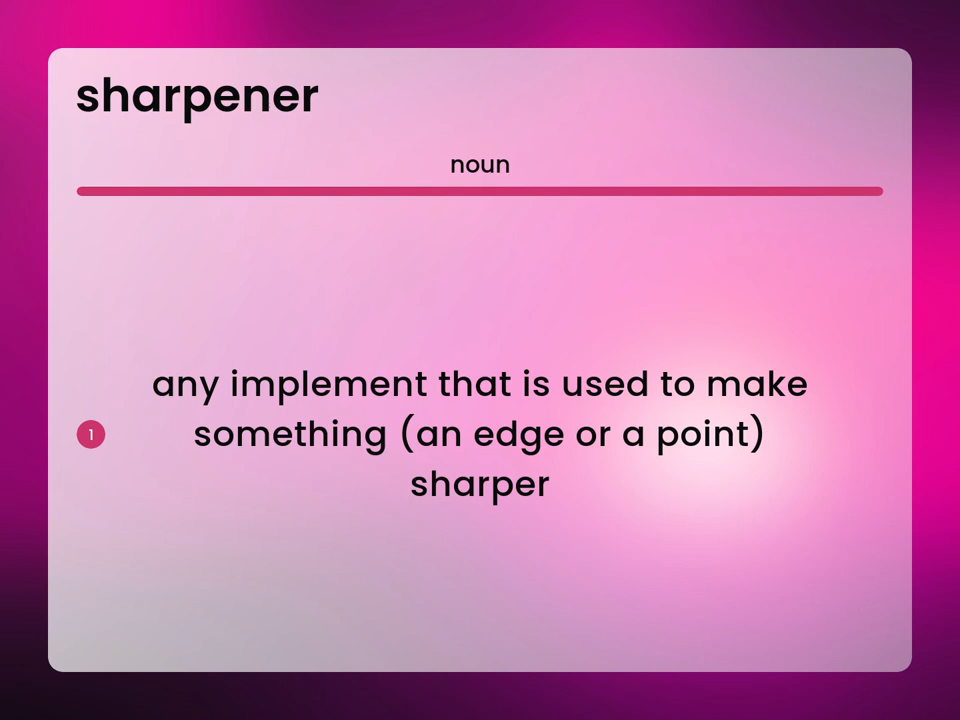 sharpener
noun
any implement that is used to make
1 something (an edge or a point)
sharper